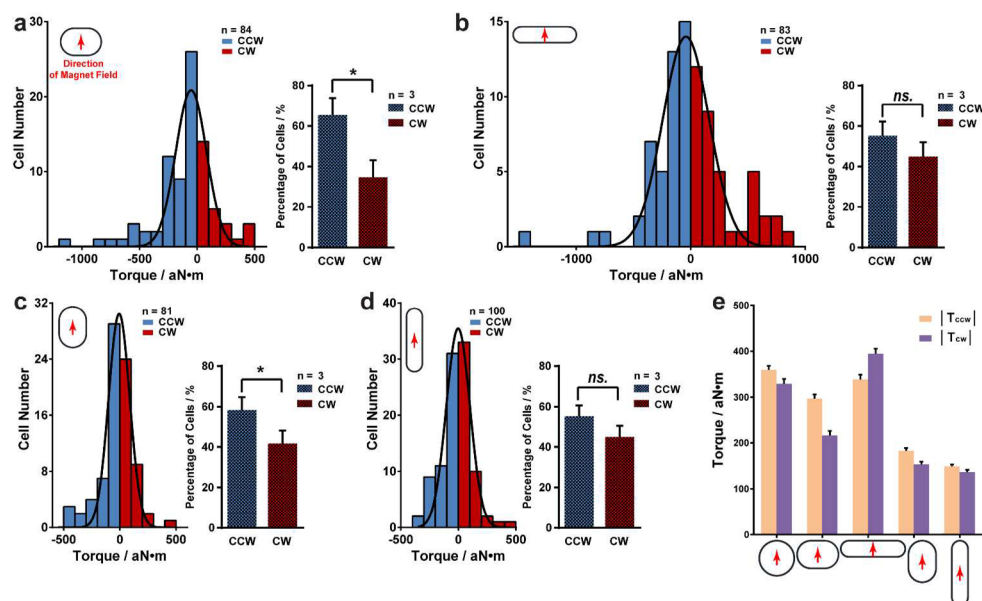 a
30
20
10
0
Cell Number
-1000
-500
0
500
Torque / aN•m
Direction
of Magnet Field
n = 84
CCW
CW
80
60
40
20
0
Percentage of Cells / %
*
n = 3
CCW
CW
CCW
CW
b
15
10
5
0
Cell Number
-1000
0
1000
Torque / aN•m
n = 83
CCW
CW
80
60
40
20
0
Percentage of Cells / %
ns.
n = 3
CCW
CW
CCW
CW
c
32
24
16
8
0
Cell Number
-500
0
500
Torque / aN•m
n = 81
CCW
CW
80
60
40
20
0
Percentage of Cells / %
*
n = 3
CCW
CW
CCW
CW
d
40
30
20
10
0
Cell Number
-500
0
500
Torque / aN•m
n = 100
CCW
CW
80
60
40
20
0
Percentage of Cells / %
ns.
n = 3
CCW
CW
CCW
CW
e
500
400
300
200
100
0
Torque / aN•m
|TCCW|
|TCW|